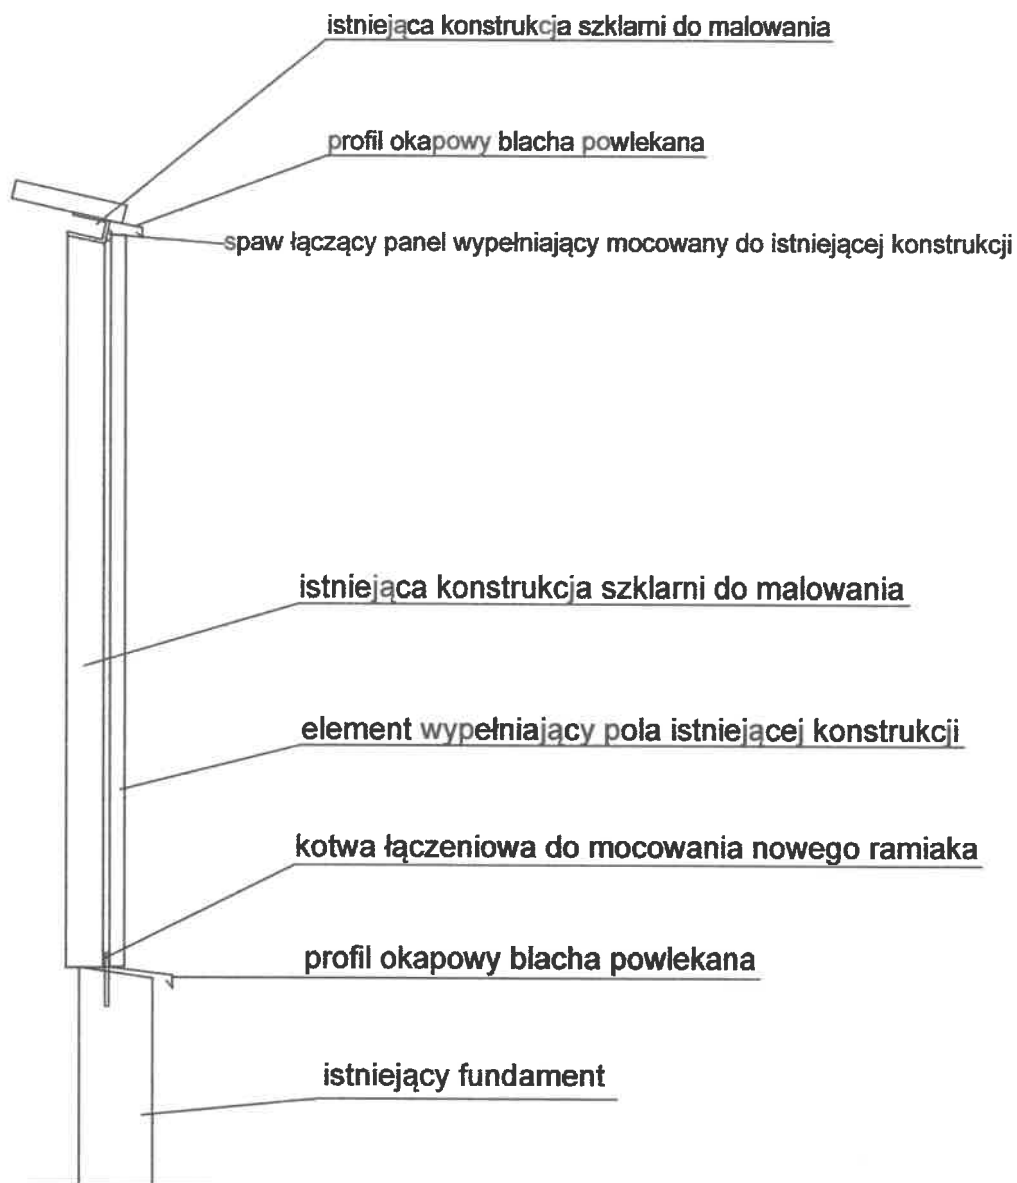 istniejąca konstrukcja szklarni do malowania
profil okapowy blacha powlekana
spaw łączący panel wypełniający mocowany do istniejącej konstrukcji
istniejąca konstrukcja szklarni do malowania
element wypełniający pola istniejącej konstrukcji
kotwa łączeniowa do mocowania nowego ramiaka
profil okapowy blacha powlekana
istniejący fundament